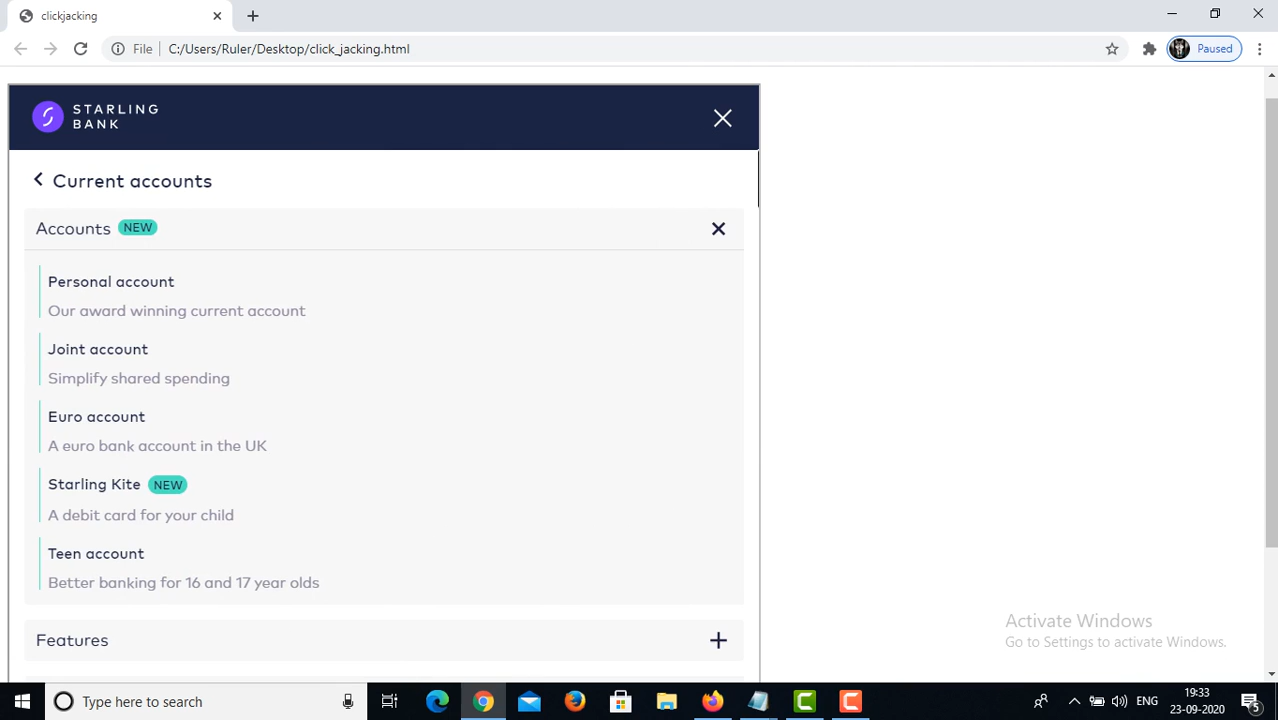 clickjacking
File
C:/Users/Ruler/Desktop/click_jacking.html
Paused
STARLING
BANK
Current accounts
Accounts NEW
Personal account
Our award winning current account
Joint account
Simplify shared spending
Euro account
A euro bank account in the UK
Starling Kite NEW
A debit card for your child
Teen account
Better banking for 16 and 17 year olds
Features
Activate Windows
Go to Settings to activate Windows.
Type here to search
ENG
19:33
23-09-2020
5